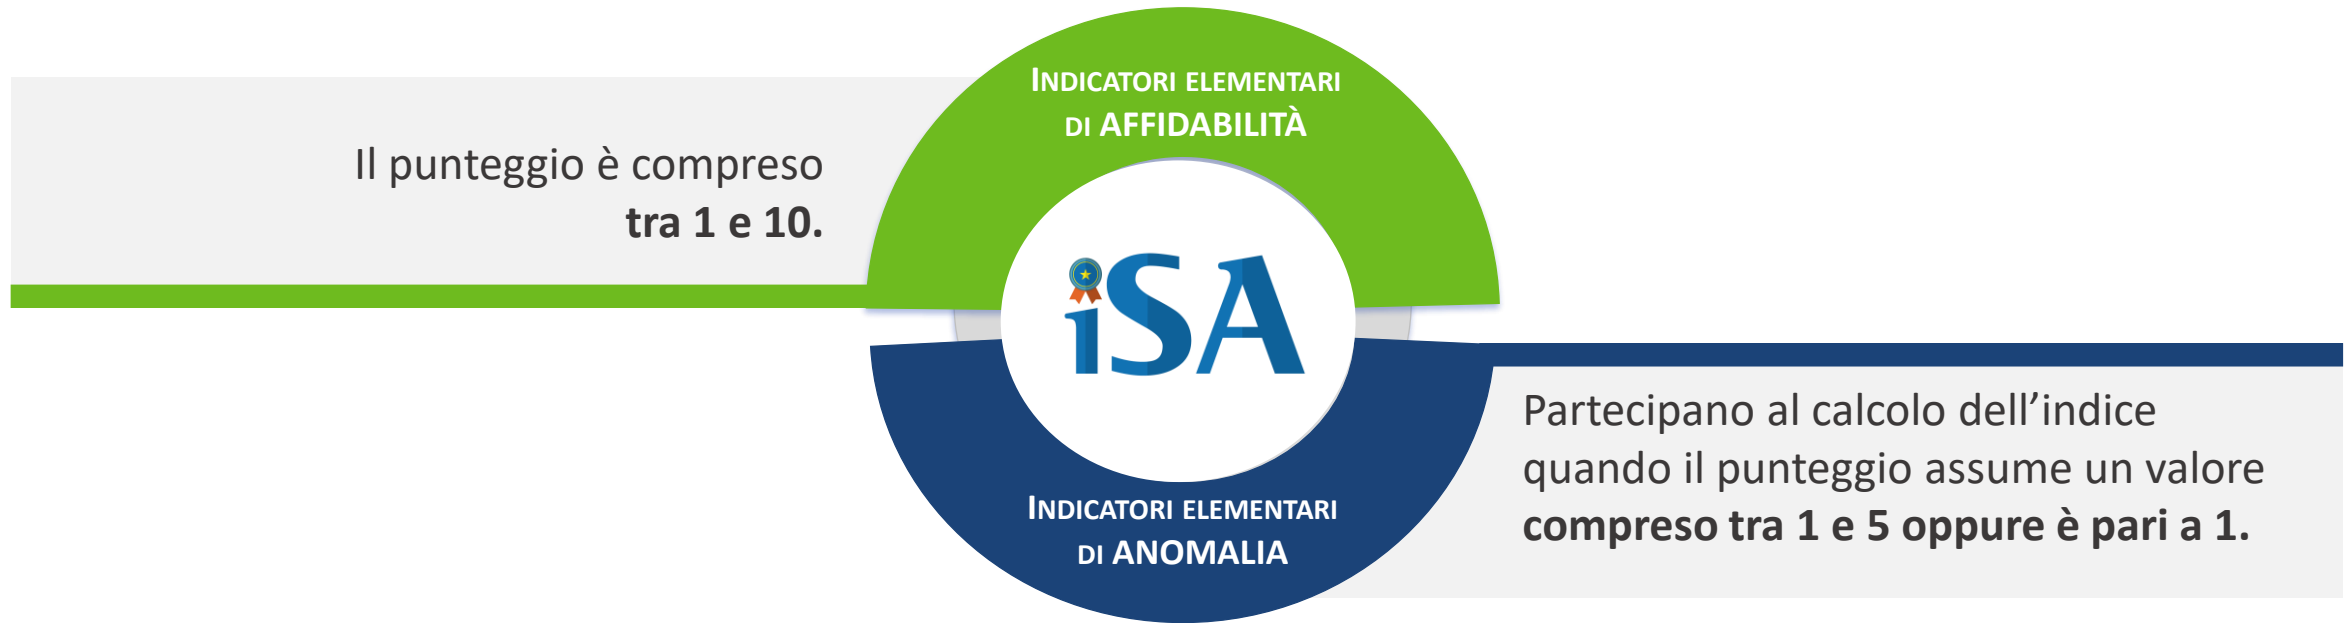 INDICATORI ELEMENTARI
DI AFFIDABILITÀ
Il punteggio è compreso
tra 1 e 10.
iSA
Partecipano al calcolo dell’indice
quando il punteggio assume un valore
compreso tra 1 e 5 oppure è pari a 1.
INDICATORI ELEMENTARI
DI ANOMALIA